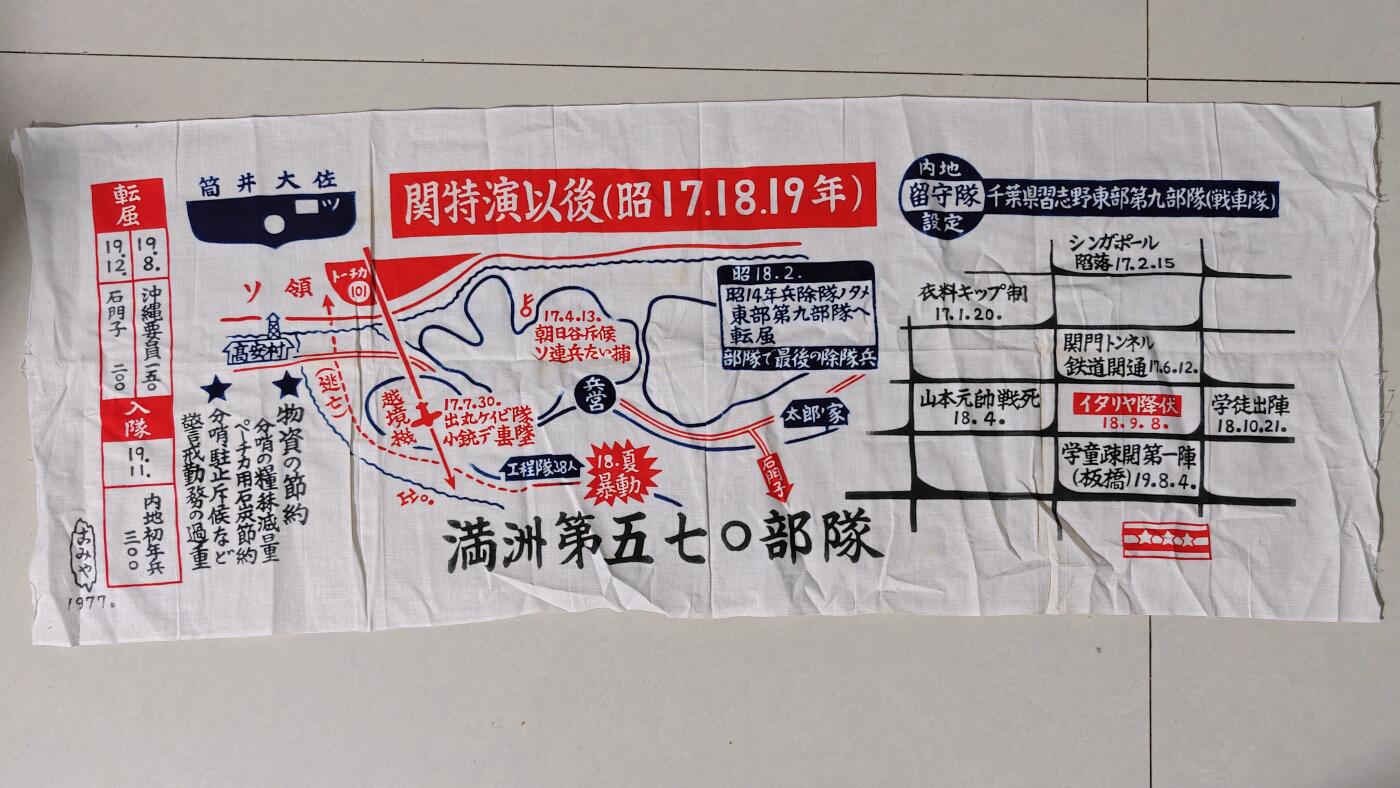 関特演以後(昭17.18.19年)
内地
留守隊
設定
千葉県習志野東部第九部隊(戦車隊)
シンガポール
陥落17.2.15
衣料キップ制
17.1.20.
関門トンネル
鉄道開通17.6.12.
山本元帥戦死
18.4.
イタリヤ降伏
18.9.8.
学徒出陣
18.10.21.
学童疎開第一陣
(板橋)19.8.4.
昭18.2.
昭14年兵除隊ノタメ
東部第九部隊へ
転属
部隊で最後の除隊兵
筒井大佐
ッ
ソ領
トーチカ
101
高安村
(逃亡)
17.4.13.
朝日谷斥候
ソ連兵たい捕
兵営
越境機
17.7.30.
出丸ケイビ隊
小銃デ撃墜
太郎ノ家
工程隊38人
18.夏
暴動
石門子
満洲第五七〇部隊
物資の節約
分哨の糧秣減量
ペーチカ用石炭節約
分哨、駐止斥候など
警戒勤務の過重
転属
19.8.
沖縄要員 一五〇
19.12.
石門子 二〇〇
入隊
19.11.
内地初年兵
三〇〇
おみや
1977.